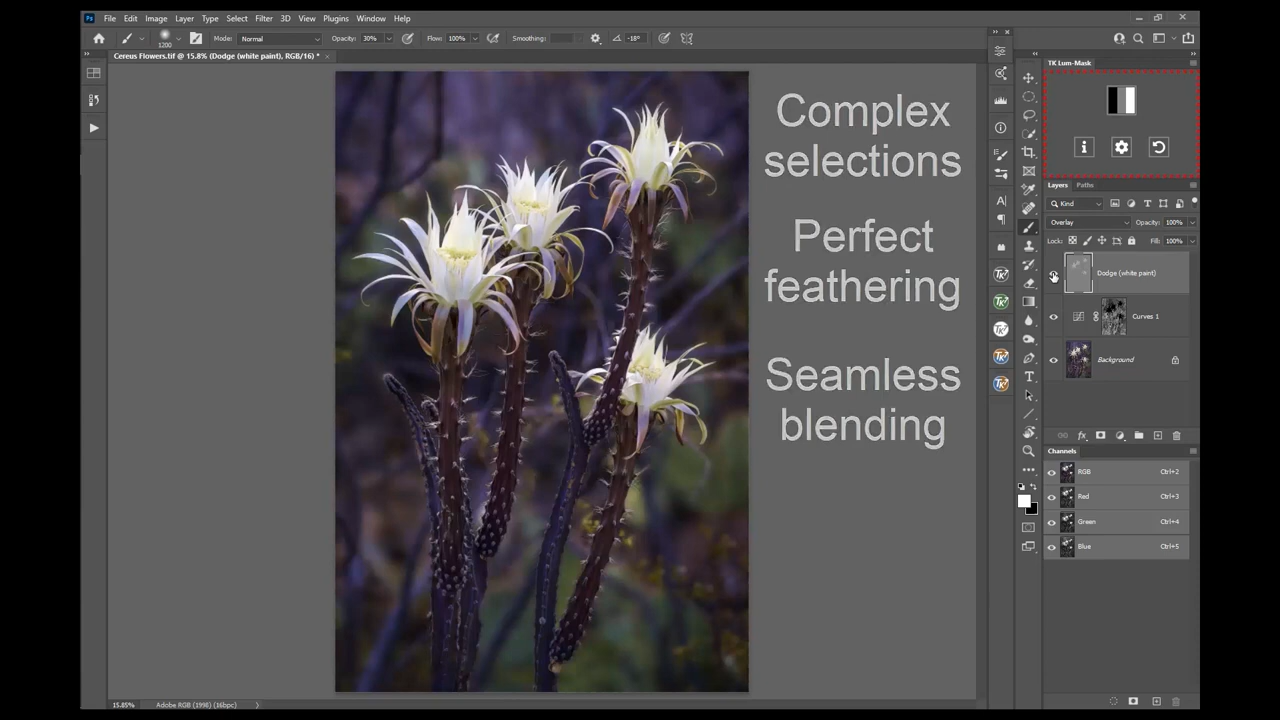 Ps File Edit Image Layer Type Select Filter 3D View Plugins Window Help
1200 Mode: Normal Opacity: 30% Flow: 100% Smoothing: -18°
Cereus Flowers.tif @ 15.8% (Dodge (white paint), RGB/16) *
Complex
selections
Perfect
feathering
Seamless
blending
TK Lum-Mask
Layers Paths
Kind
Overlay Opacity: 100%
Lock: Fill: 100%
Dodge (white paint)
Curves 1
Background
Channels
RGB Ctrl+2
Red Ctrl+3
Green Ctrl+4
Blue Ctrl+5
15.85% Adobe RGB (1998) (16bpc)